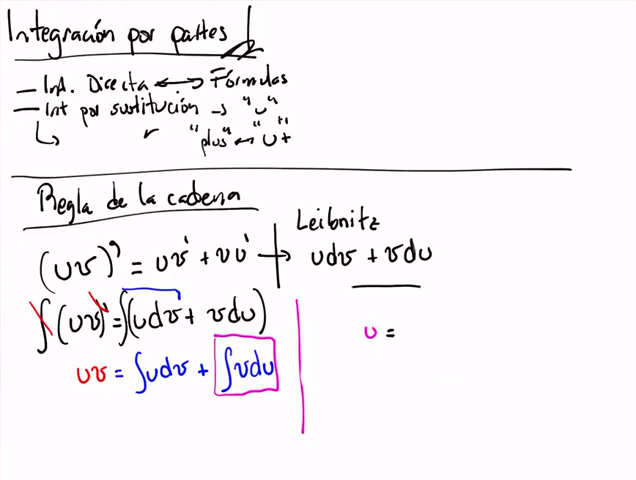 Integración por partes
— Int. Directa ↔ Fórmulas
— Int por sustitución → "u"
↳ r "plus" ← "u+"
Regla de la cadena
Leibnitz
(uv)' = uv' + vu' → udv + vdu
∫(uv)' = ∫(udv + vdu)
u =
uv = ∫udv + ∫vdu